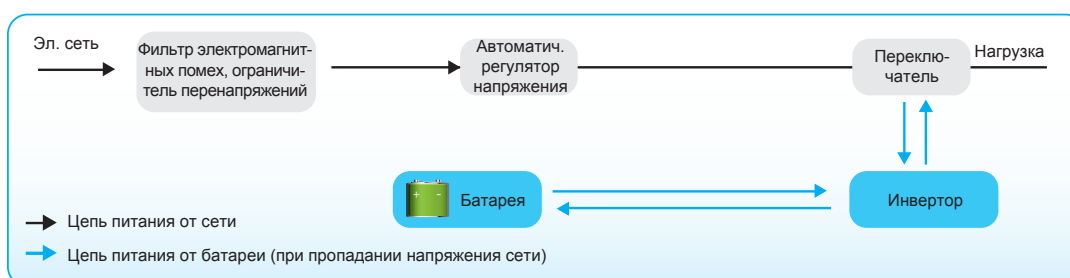 Эл. сеть
Фильтр электромагнит-
ных помех, ограничи-
тель перенапряжений
Автоматич.
регулятор
напряжения
Переклю-
чатель
Нагрузка
+ −
Батарея
Инвертор
Цепь питания от сети
Цепь питания от батареи (при пропадании напряжения сети)